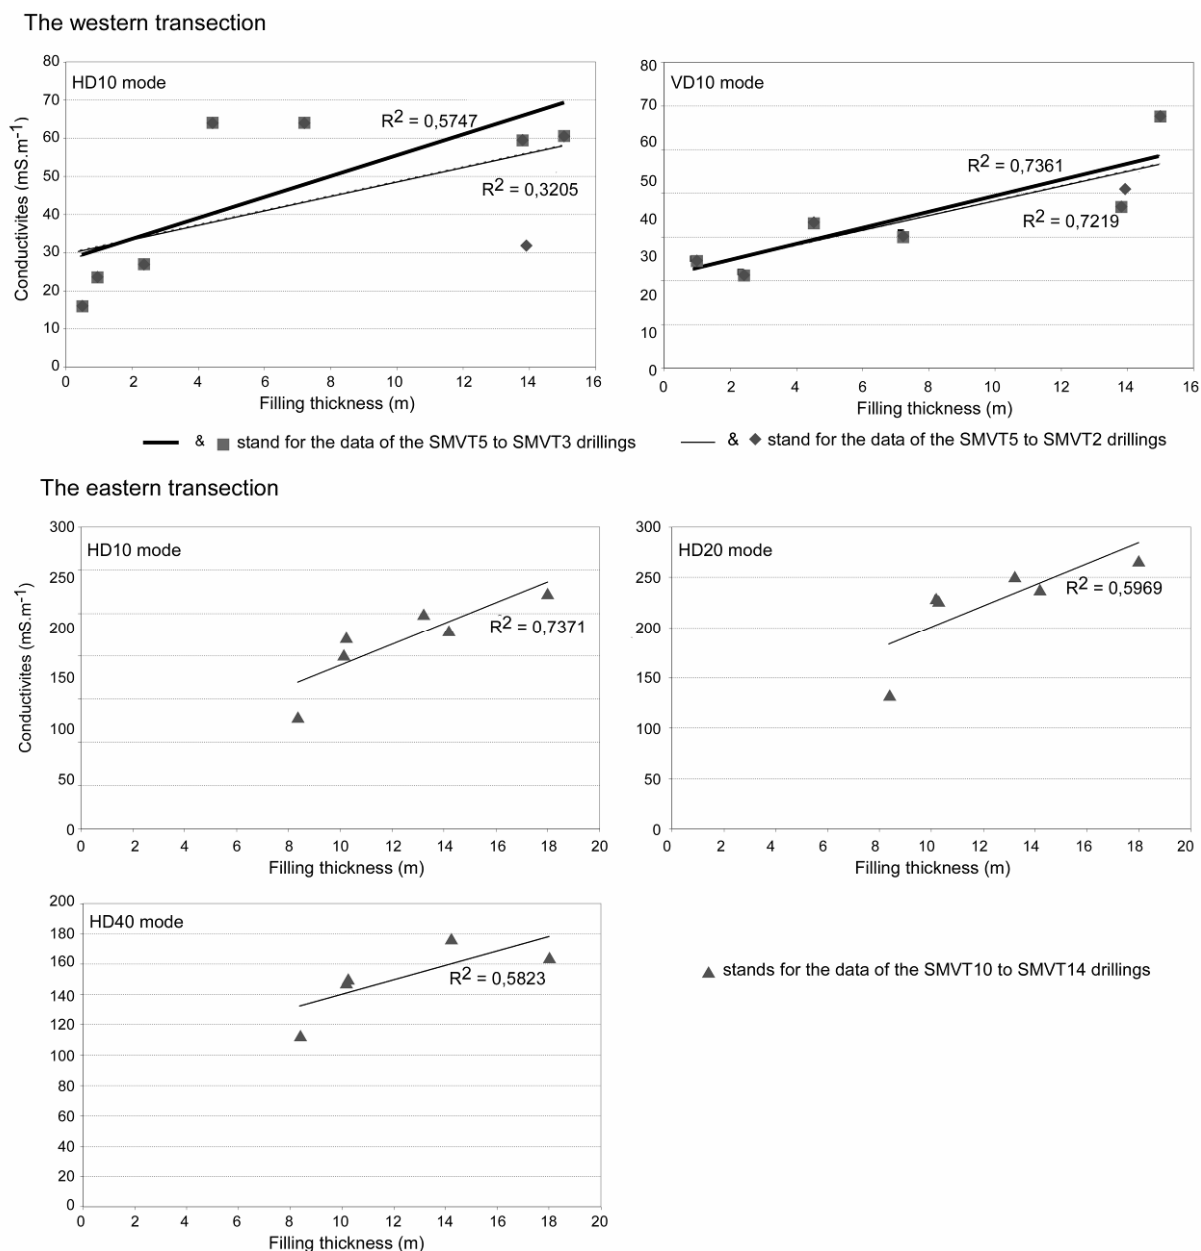 The western transection
80
70
60
50
40
30
20
10
0
Conductivites (mS.m-1)
HD10 mode
R2 = 0,5747
R2 = 0,3205
0 2 4 6 8 10 12 14 16
Filling thickness (m)
80
70
60
50
40
30
20
10
0
VD10 mode
R2 = 0,7361
R2 = 0,7219
0 2 4 6 8 10 12 14 16
Filling thickness (m)
& stand for the data of the SMVT5 to SMVT3 drillings
& stand for the data of the SMVT5 to SMVT2 drillings
The eastern transection
300
250
200
150
100
50
0
Conductivites (mS.m-1)
HD10 mode
R2 = 0,7371
0 2 4 6 8 10 12 14 16 18 20
Filling thickness (m)
300
250
200
150
100
50
0
HD20 mode
R2 = 0,5969
0 2 4 6 8 10 12 14 16 18 20
Filling thickness (m)
200
180
160
140
120
100
80
60
40
20
0
HD40 mode
R2 = 0,5823
0 2 4 6 8 10 12 14 16 18 20
Filling thickness (m)
stands for the data of the SMVT10 to SMVT14 drillings